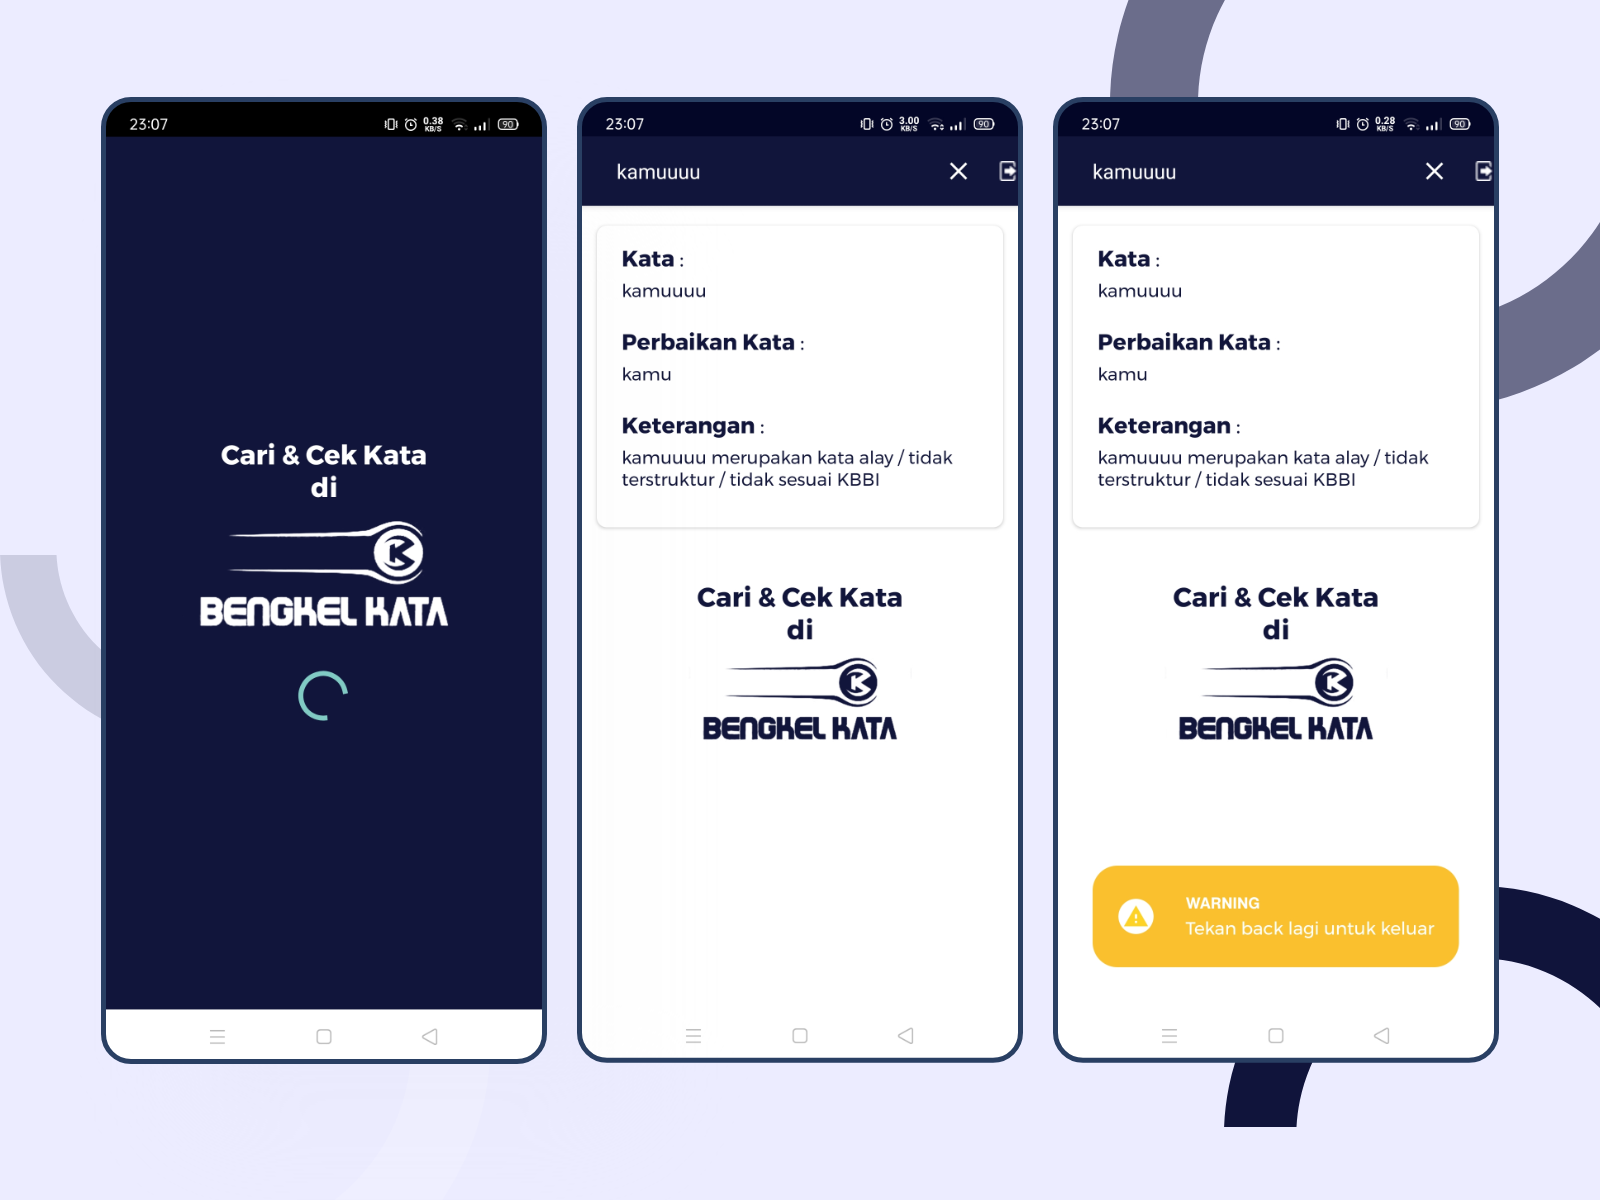 23:07
0.38
KB/S
90
Cari & Cek Kata
di
BENGKEL KATA
23:07
3.00
KB/S
90
kamuuuu
Kata :
kamuuuu
Perbaikan Kata :
kamu
Keterangan :
kamuuuu merupakan kata alay / tidak
terstruktur / tidak sesuai KBBI
Cari & Cek Kata
di
BENGKEL KATA
23:07
0.28
KB/S
90
kamuuuu
Kata :
kamuuuu
Perbaikan Kata :
kamu
Keterangan :
kamuuuu merupakan kata alay / tidak
terstruktur / tidak sesuai KBBI
Cari & Cek Kata
di
BENGKEL KATA
WARNING
Tekan back lagi untuk keluar